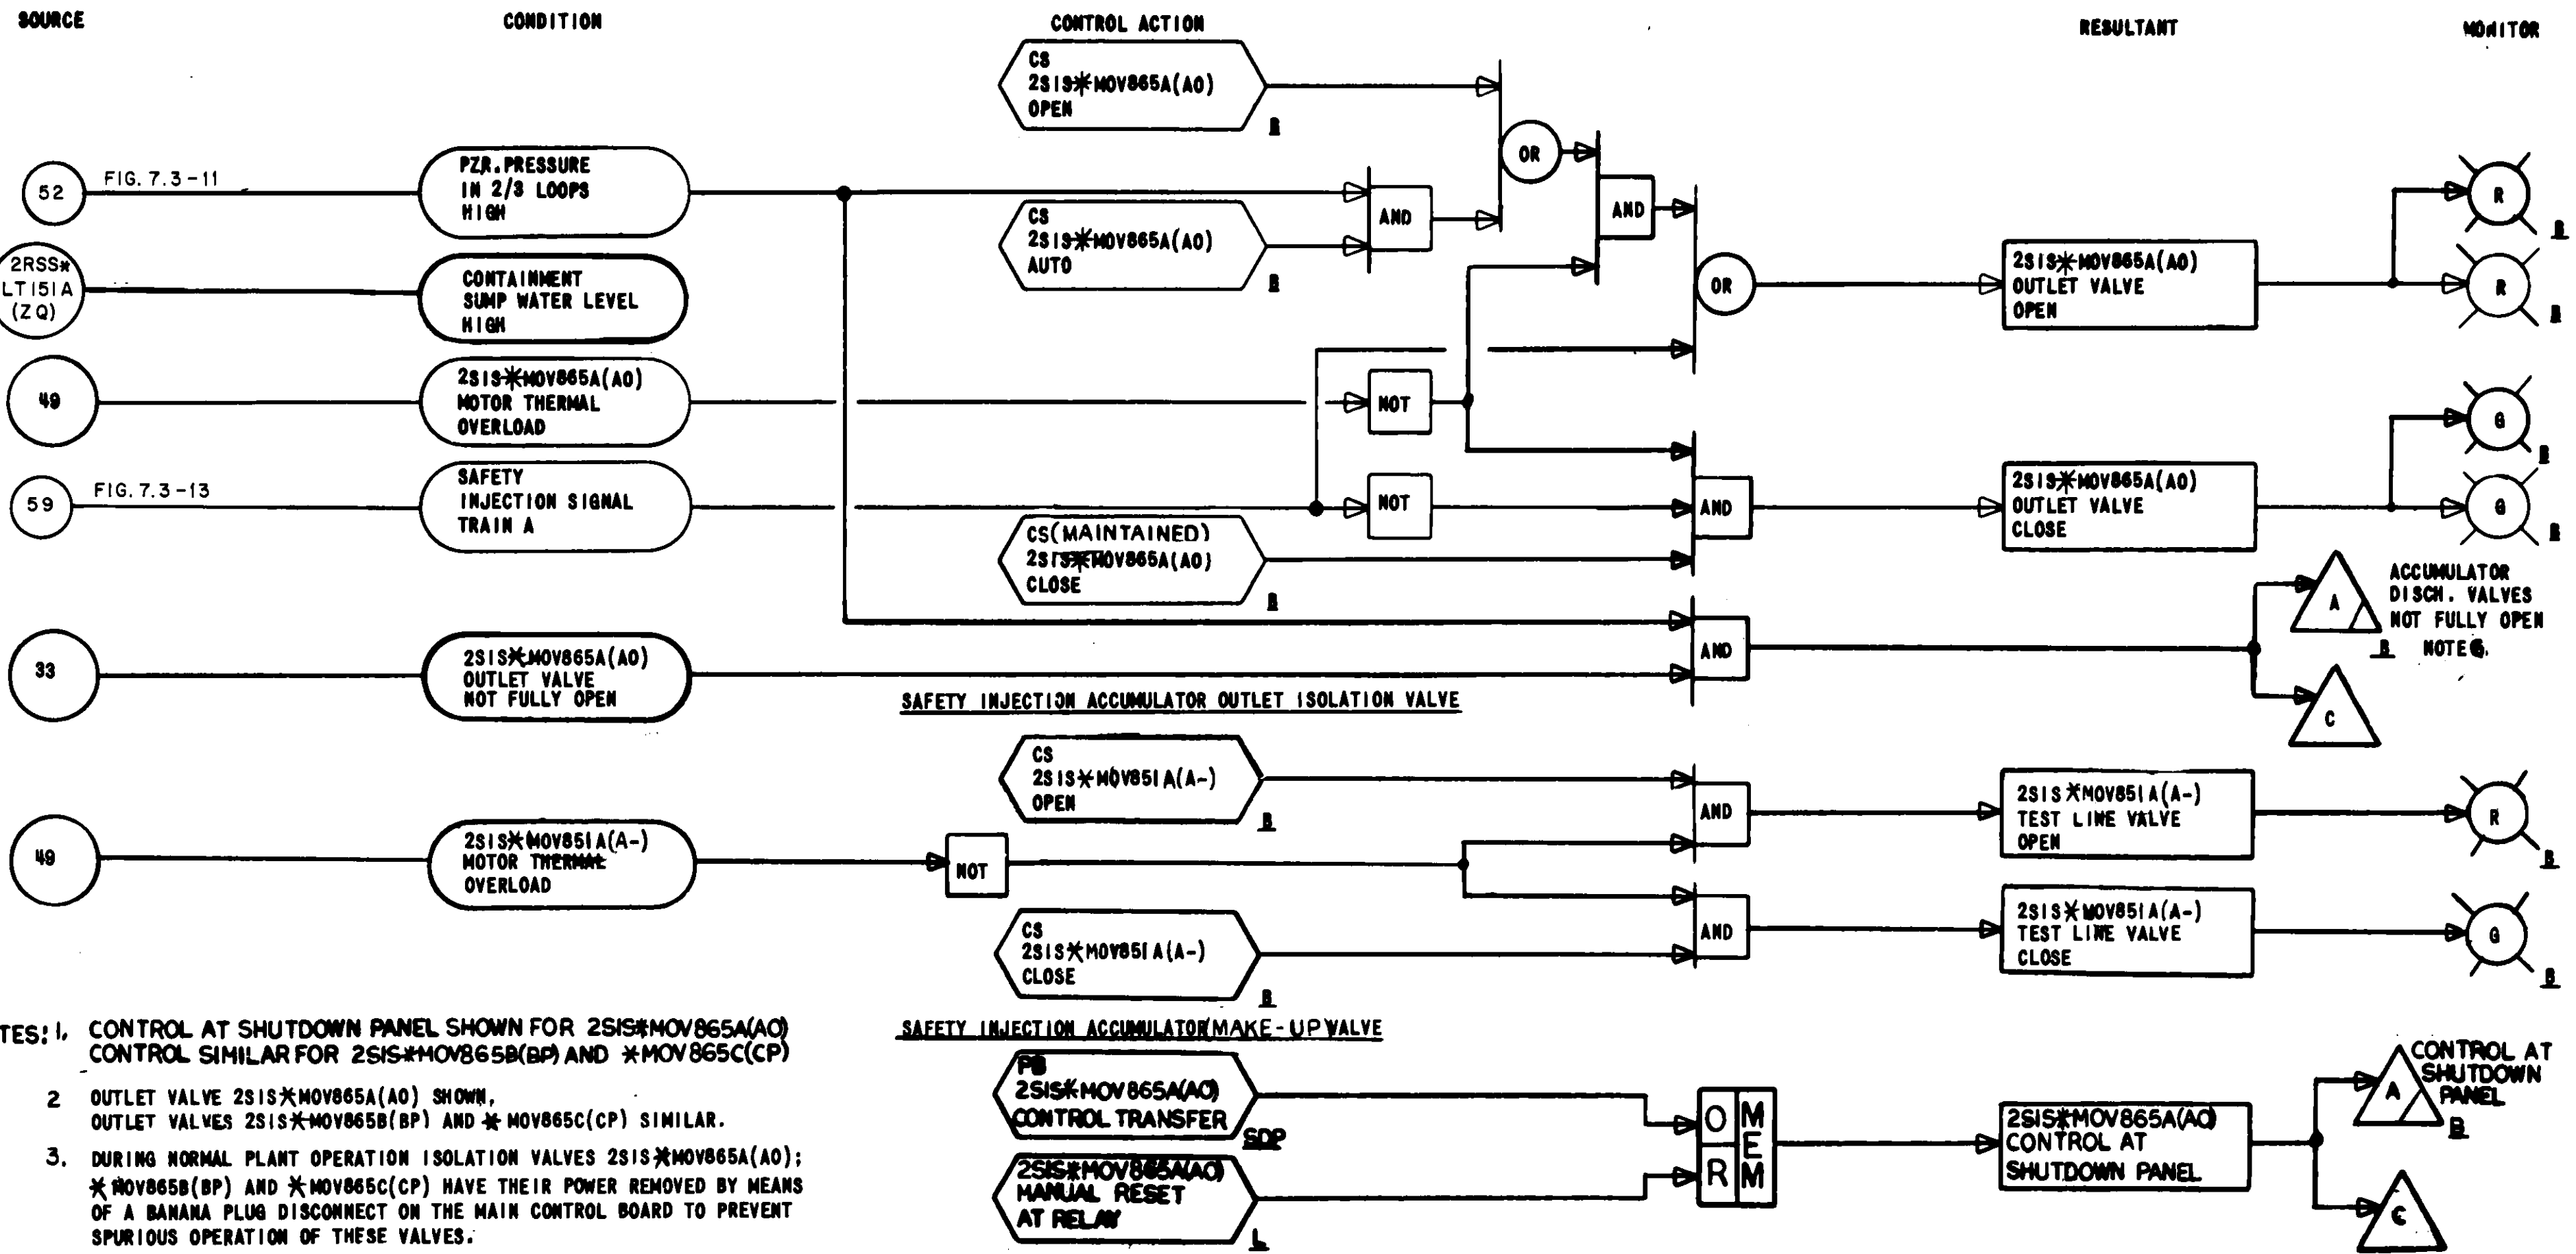 SOURCE
CONDITION
CONTROL ACTION
RESULTANT
MONITOR
CS
2SIS*MOV865A(AO)
OPEN
B
52
FIG. 7.3-11
PZR. PRESSURE
IN 2/3 LOOPS
HIGH
CS
2SIS*MOV865A(AO)
AUTO
B
AND
OR
AND
OR
2RSS*
LT151A
(ZQ)
CONTAINMENT
SUMP WATER LEVEL
HIGH
2SIS*MOV865A(AO)
OUTLET VALVE
OPEN
R
B
R
B
49
2SIS*MOV865A(AO)
MOTOR THERMAL
OVERLOAD
NOT
59
FIG. 7.3-13
SAFETY
INJECTION SIGNAL
TRAIN A
NOT
CS(MAINTAINED)
2SIS*MOV865A(AO)
CLOSE
B
AND
2SIS*MOV865A(AO)
OUTLET VALVE
CLOSE
G
B
G
B
33
2SIS*MOV865A(AO)
OUTLET VALVE
NOT FULLY OPEN
AND
A
B
ACCUMULATOR
DISCH. VALVES
NOT FULLY OPEN
NOTE 6.
C
SAFETY INJECTION ACCUMULATOR OUTLET ISOLATION VALVE
CS
2SIS*MOV851A(A-)
OPEN
B
49
2SIS*MOV851A(A-)
MOTOR THERMAL
OVERLOAD
NOT
AND
2SIS*MOV851A(A-)
TEST LINE VALVE
OPEN
R
B
CS
2SIS*MOV851A(A-)
CLOSE
B
AND
2SIS*MOV851A(A-)
TEST LINE VALVE
CLOSE
G
B
SAFETY INJECTION ACCUMULATOR MAKE-UP VALVE
TES: 1. CONTROL AT SHUTDOWN PANEL SHOWN FOR 2SIS*MOV865A(AO)
CONTROL SIMILAR FOR 2SIS*MOV865B(BP) AND *MOV865C(CP)
2 OUTLET VALVE 2SIS*MOV865A(AO) SHOWN,
OUTLET VALVES 2SIS*MOV865B(BP) AND *MOV865C(CP) SIMILAR.
3. DURING NORMAL PLANT OPERATION ISOLATION VALVES 2SIS*MOV865A(AO);
*MOV865B(BP) AND *MOV865C(CP) HAVE THEIR POWER REMOVED BY MEANS
OF A BANANA PLUG DISCONNECT ON THE MAIN CONTROL BOARD TO PREVENT
SPURIOUS OPERATION OF THESE VALVES.
PB
2SIS*MOV865A(AO)
CONTROL TRANSFER
SDP
2SIS*MOV865A(AO)
MANUAL RESET
AT RELAY
L
O
R
MEM
2SIS*MOV865A(AO)
CONTROL AT
SHUTDOWN PANEL
A
CONTROL AT
SHUTDOWN
PANEL
B
C